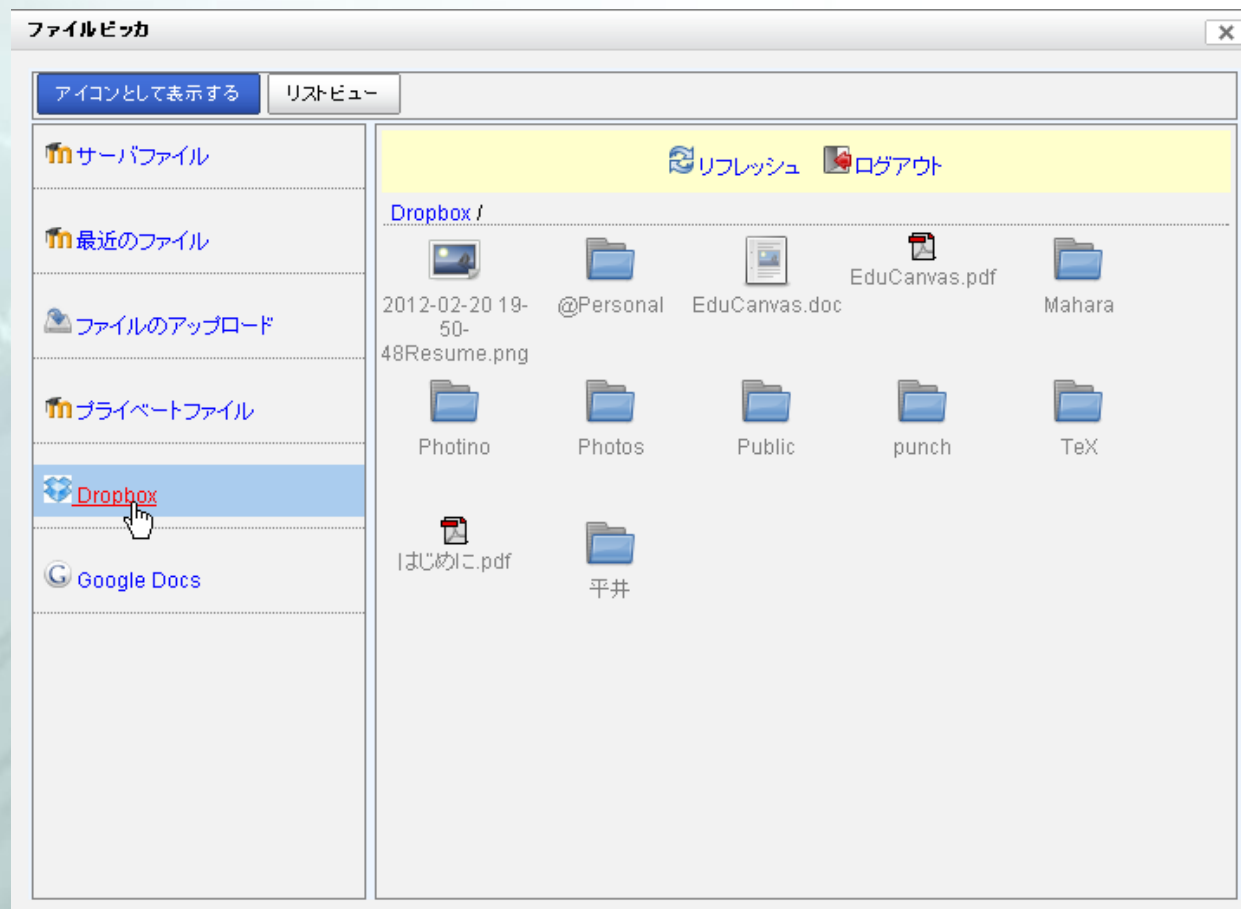 ファイルピッカ
アイコンとして表示する リストビュー
サーバファイル
最近のファイル
ファイルのアップロード
プライベートファイル
Dropbox
Google Docs
リフレッシュ ログアウト
Dropbox /
2012-02-20 19-
50-
48Resume.png
@Personal
EduCanvas.doc
EduCanvas.pdf
Mahara
Photino
Photos
Public
punch
TeX
はじめに.pdf
平井